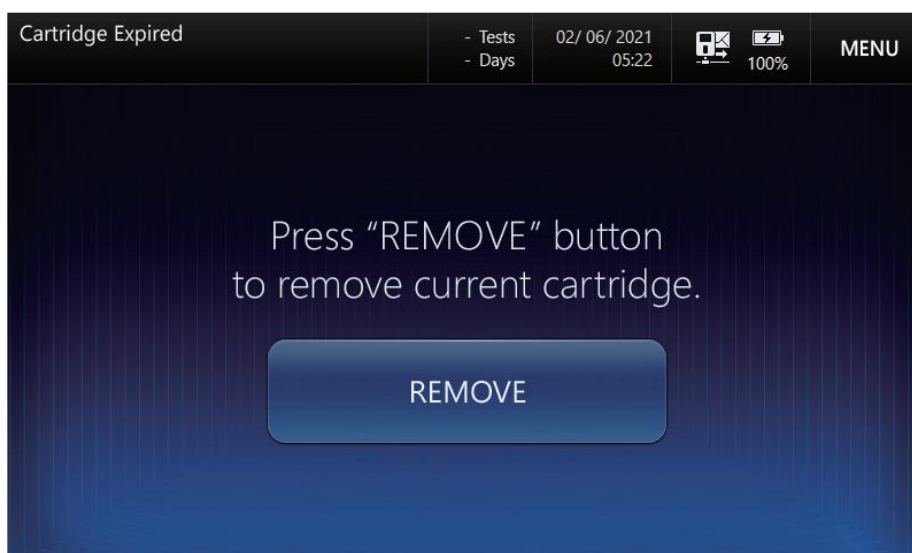 Cartridge Expired
- Tests
- Days
02/ 06/ 2021
05:22
100%
MENU
Press “REMOVE” button
to remove current cartridge.
REMOVE